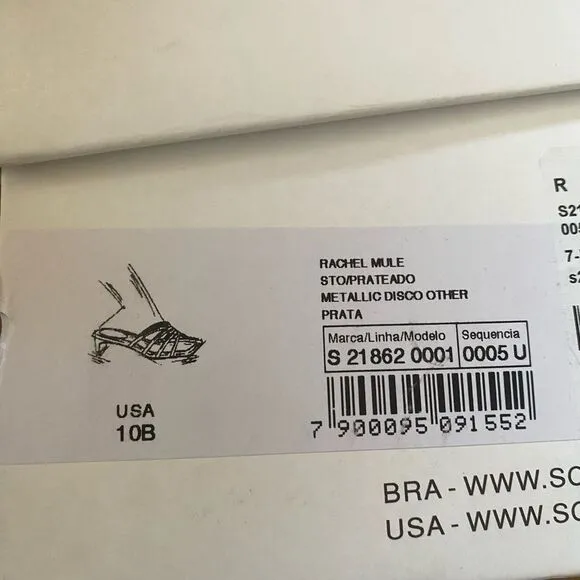 RACHEL MULE
STO/PRATEADO
METALLIC DISCO OTHER
PRATA
Marca/Linha/Modelo Sequencia
S 21862 0001 0005 U
7 900095 091552
USA
10B
R
7-
BRA - WWW.SC
USA - WWW.SC